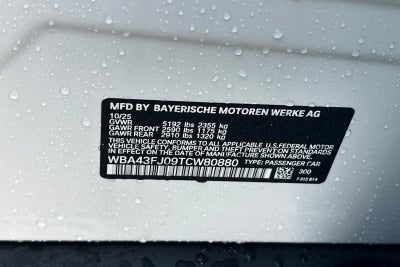 MFD BY BAYERISCHE MOTOREN WERKE AG
10/25
GVWR 5192 lbs 2355 kg
GAWR FRONT 2590 lbs 1175 kg
GAWR REAR 2910 lbs 1320 kg
THIS VEHICLE CONFORMS TO ALL APPLICABLE U.S. FEDERAL MOTOR
VEHICLE SAFETY, BUMPER, AND THEFT PREVENTION STANDARDS
IN EFFECT ON THE DATE OF MANUFACTURE SHOWN ABOVE.
WBA43FJ09TCW80880 TYPE: PASSENGER CAR
300